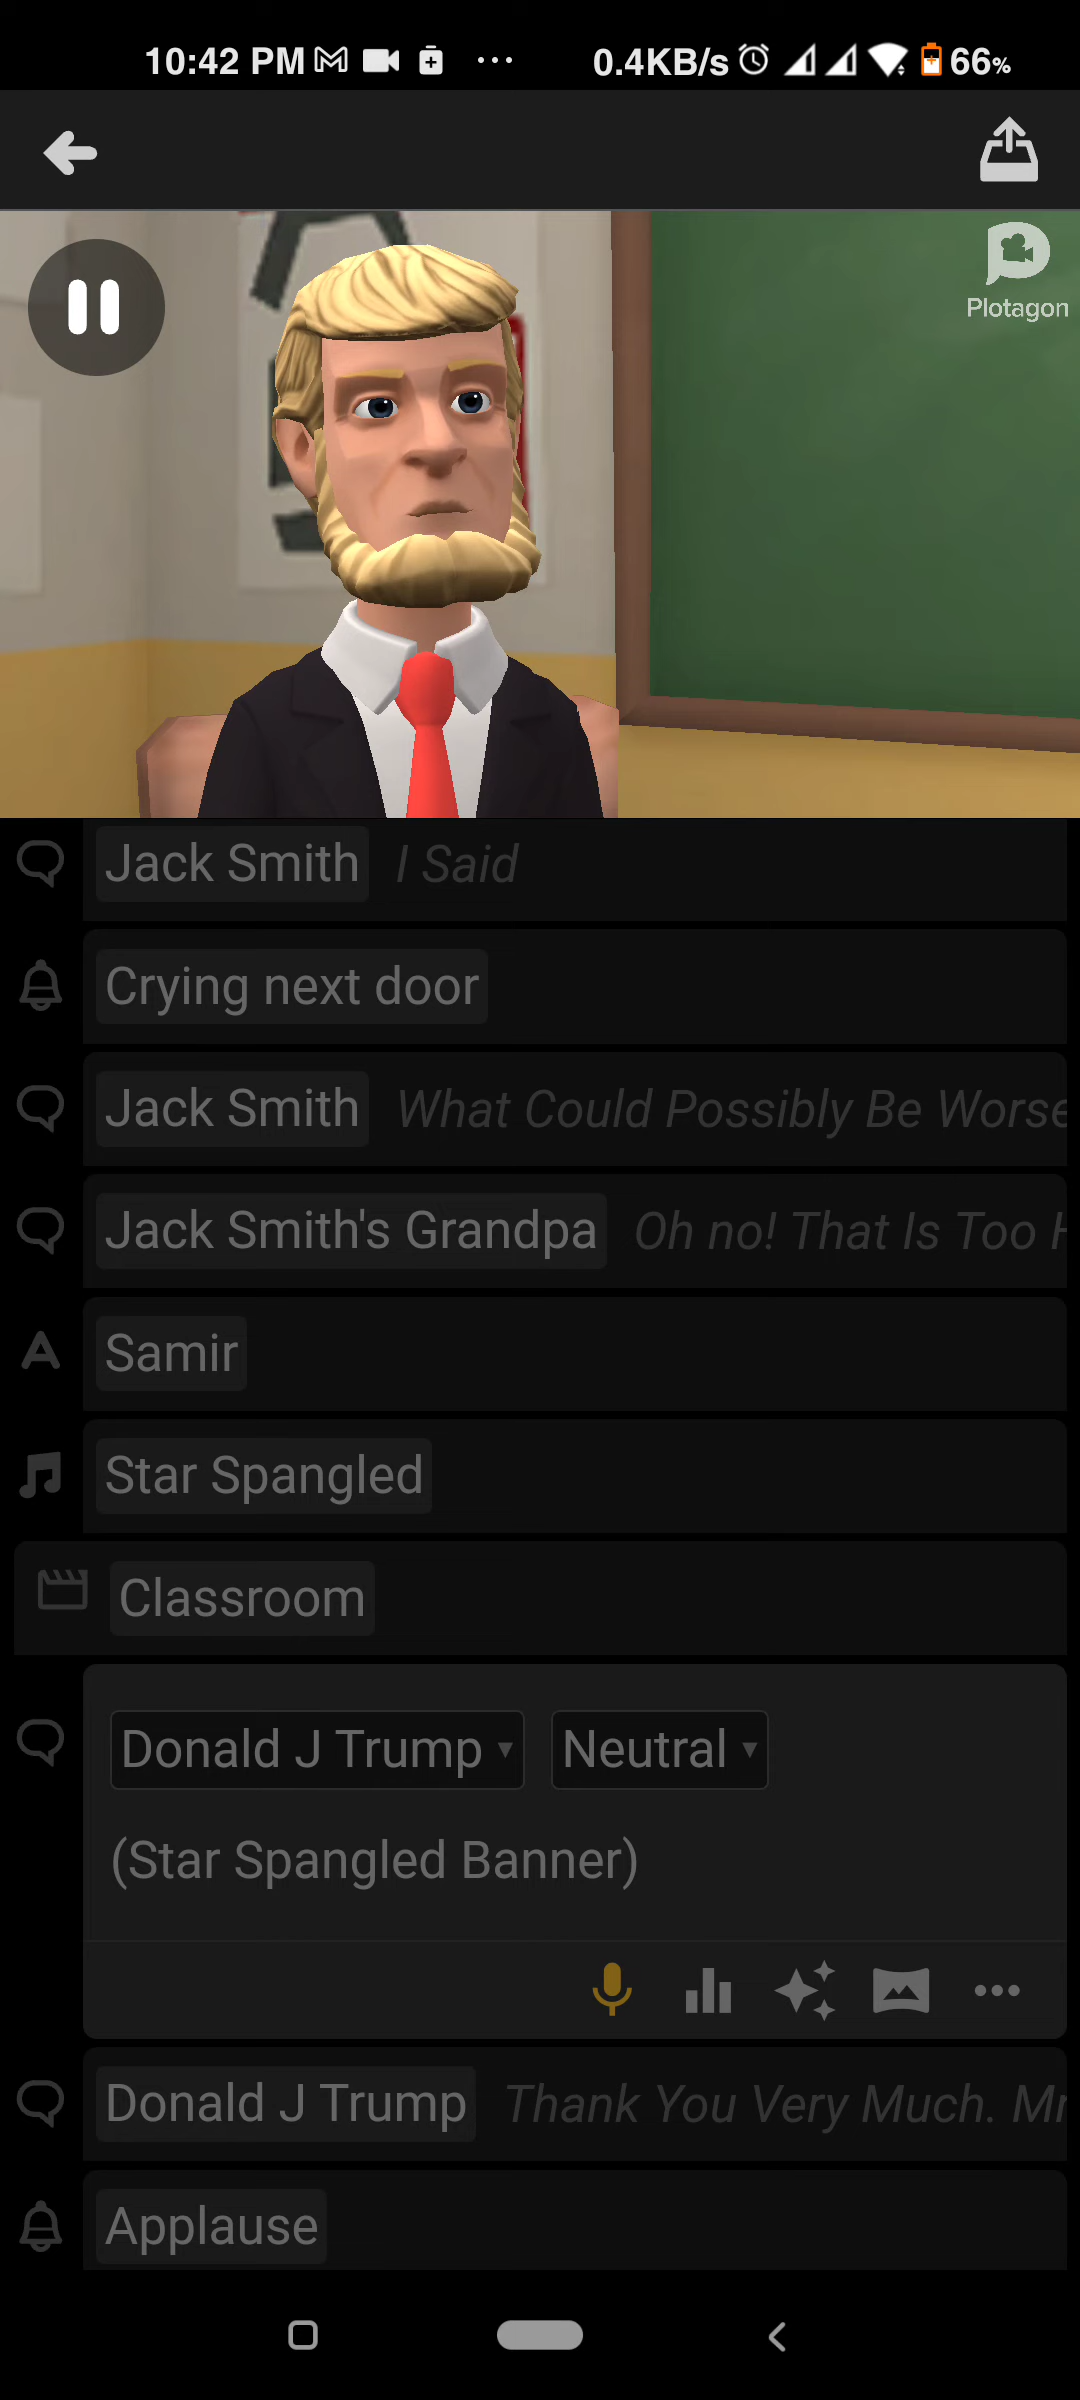 10:42 PM ... 0.4KB/s 66%
Plotagon
Jack Smith I Said
Crying next door
Jack Smith What Could Possibly Be Worse
Jack Smith's Grandpa Oh no! That Is Too
Samir
Star Spangled
Classroom
Donald J Trump Neutral
(Star Spangled Banner)
Donald J Trump Thank You Very Much.
Applause